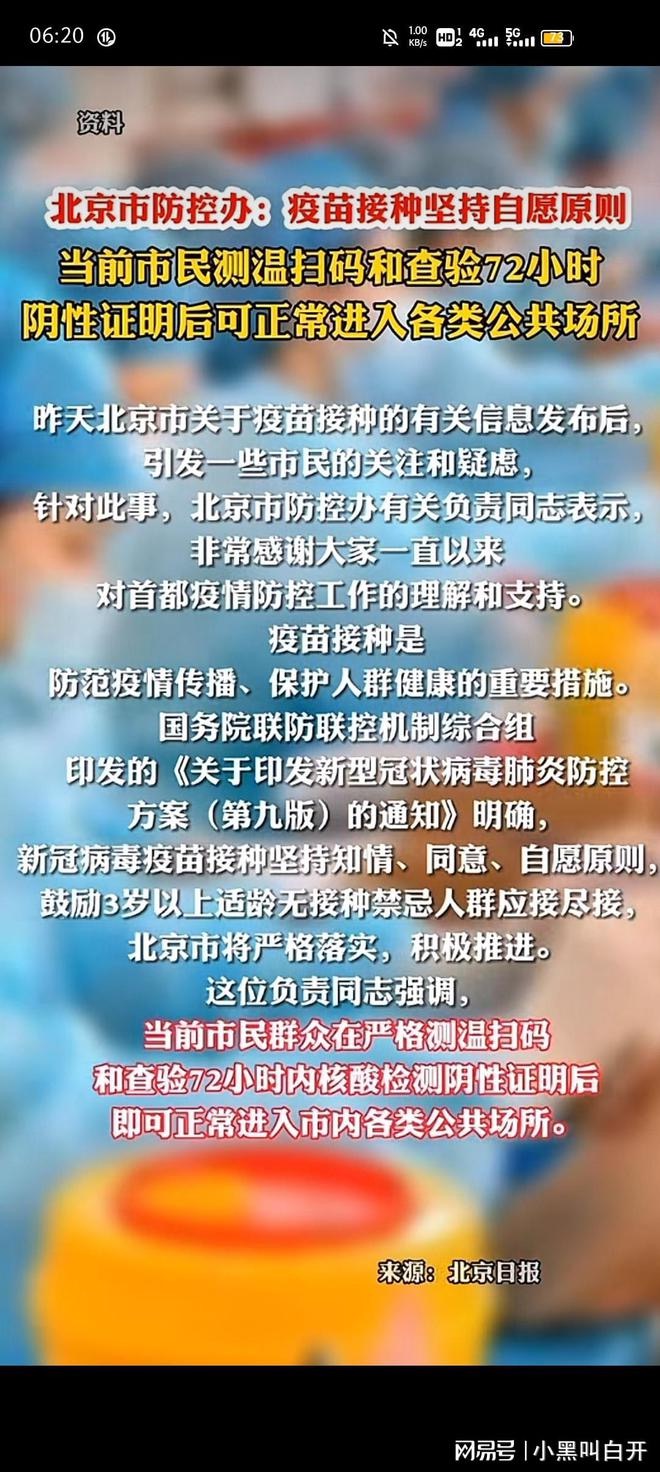 06:20
1.00
KB/s
HD 1
2
4G
5G
73
资料
北京市防控办：疫苗接种坚持自愿原则
当前市民测温扫码和查验72小时
阴性证明后可正常进入各类公共场所
昨天北京市关于疫苗接种的有关信息发布后，
引发一些市民的关注和疑虑，
针对此事，北京市防控办有关负责同志表示，
非常感谢大家一直以来
对首都疫情防控工作的理解和支持。
疫苗接种是
防范疫情传播、保护人群健康的重要措施。
国务院联防联控机制综合组
印发的《关于印发新型冠状病毒肺炎防控
方案（第九版）的通知》明确，
新冠病毒疫苗接种坚持知情、同意、自愿原则，
鼓励3岁以上适龄无接种禁忌人群应接尽接，
北京市将严格落实，积极推进。
这位负责同志强调，
当前市民群众在严格测温扫码
和查验72小时内核酸检测阴性证明后
即可正常进入市内各类公共场所。
来源：北京日报
网易号 | 小黑叫白开